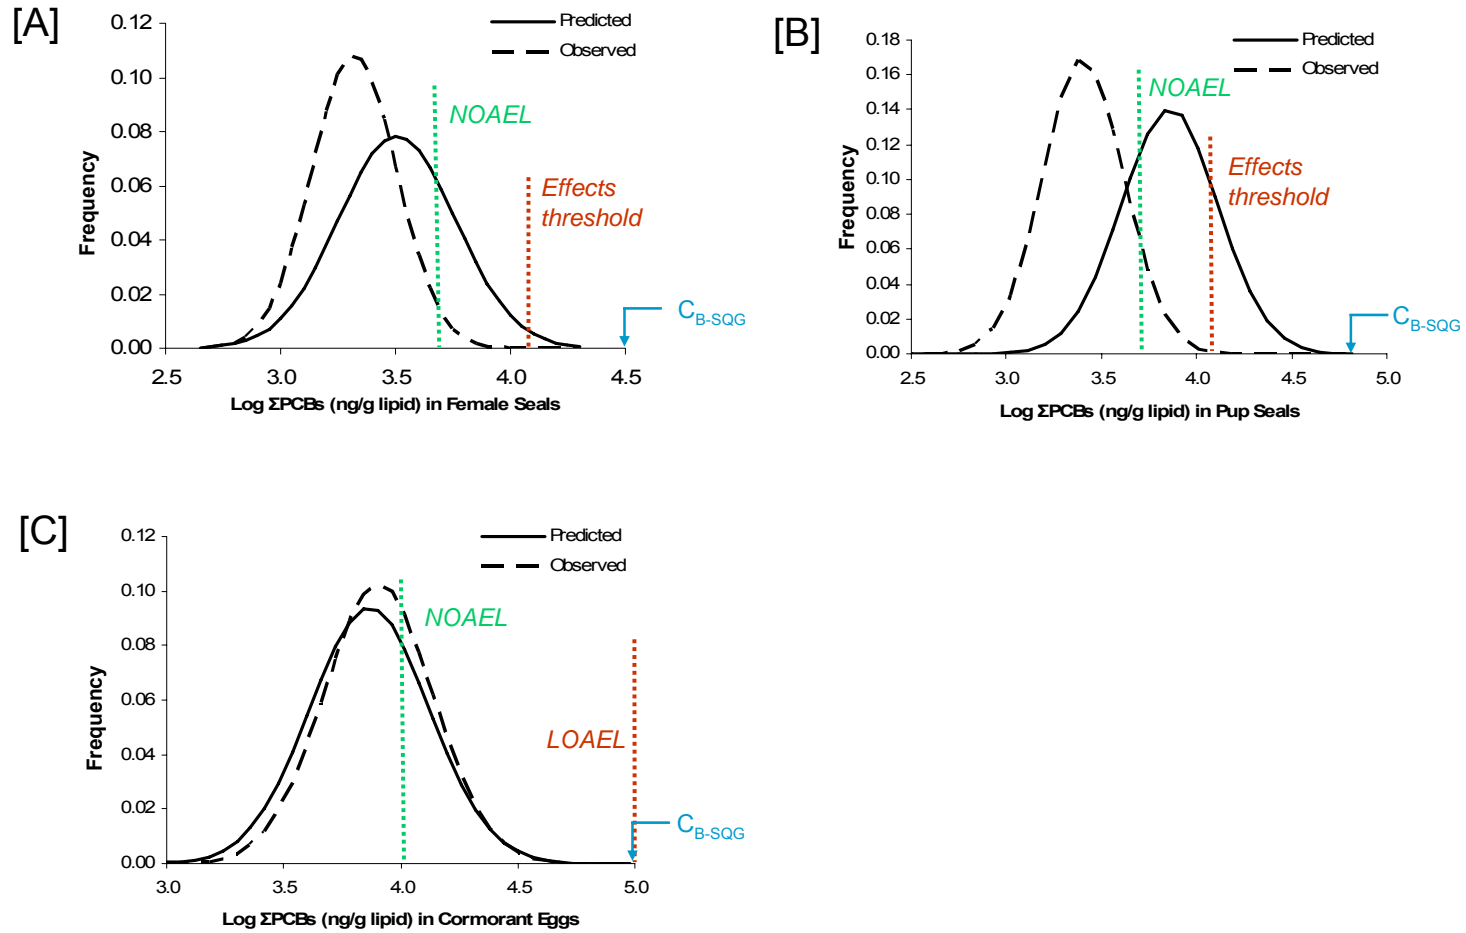 [A]
0.12
0.10
0.08
0.06
0.04
0.02
0.00
Frequency
Predicted
Observed
NOAEL
Effects
threshold
C_B-SQG
2.5 3.0 3.5 4.0 4.5
Log ΣPCBs (ng/g lipid) in Female Seals
[B]
0.18
0.16
0.14
0.12
0.10
0.08
0.06
0.04
0.02
0.00
Frequency
Predicted
Observed
NOAEL
Effects
threshold
C_B-SQG
2.5 3.0 3.5 4.0 4.5 5.0
Log ΣPCBs (ng/g lipid) in Pup Seals
[C]
0.12
0.10
0.08
0.06
0.04
0.02
0.00
Frequency
Predicted
Observed
NOAEL
LOAEL
C_B-SQG
3.0 3.5 4.0 4.5 5.0
Log ΣPCBs (ng/g lipid) in Cormorant Eggs